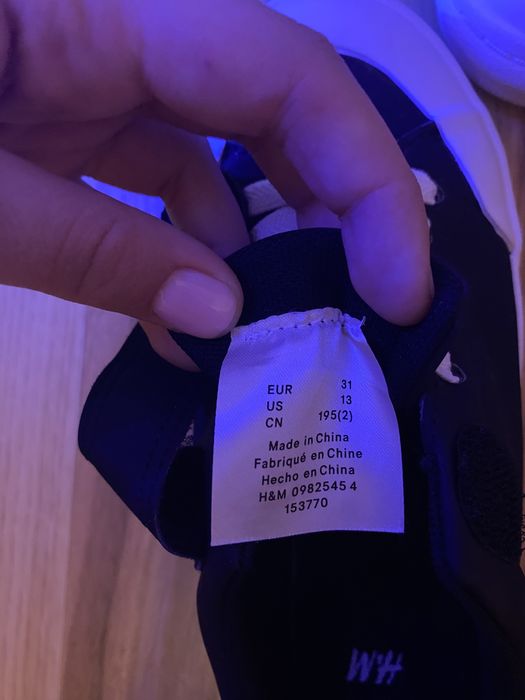 EUR 31
US 13
CN 195(2)
Made in China
Fabriqué en Chine
Hecho en China
H&M 0982545 4
153770
H&M